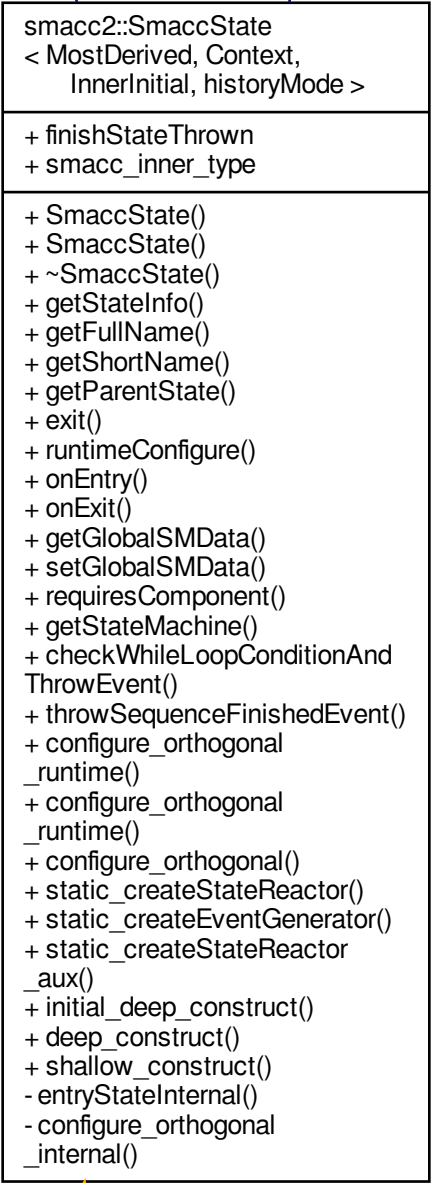 smacc2::SmaccState
< MostDerived, Context,
InnerInitial, historyMode >
+ finishStateThrown
+ smacc_inner_type
+ SmaccState()
+ SmaccState()
+ ~SmaccState()
+ getStateInfo()
+ getFullName()
+ getShortName()
+ getParentState()
+ exit()
+ runtimeConfigure()
+ onEntry()
+ onExit()
+ getGlobalSMData()
+ setGlobalSMData()
+ requiresComponent()
+ getStateMachine()
+ checkWhileLoopConditionAnd
ThrowEvent()
+ throwSequenceFinishedEvent()
+ configure_orthogonal
_runtime()
+ configure_orthogonal
_runtime()
+ configure_orthogonal()
+ static_createStateReactor()
+ static_createEventGenerator()
+ static_createStateReactor
_aux()
+ initial_deep_construct()
+ deep_construct()
+ shallow_construct()
- entryStateInternal()
- configure_orthogonal
_internal()